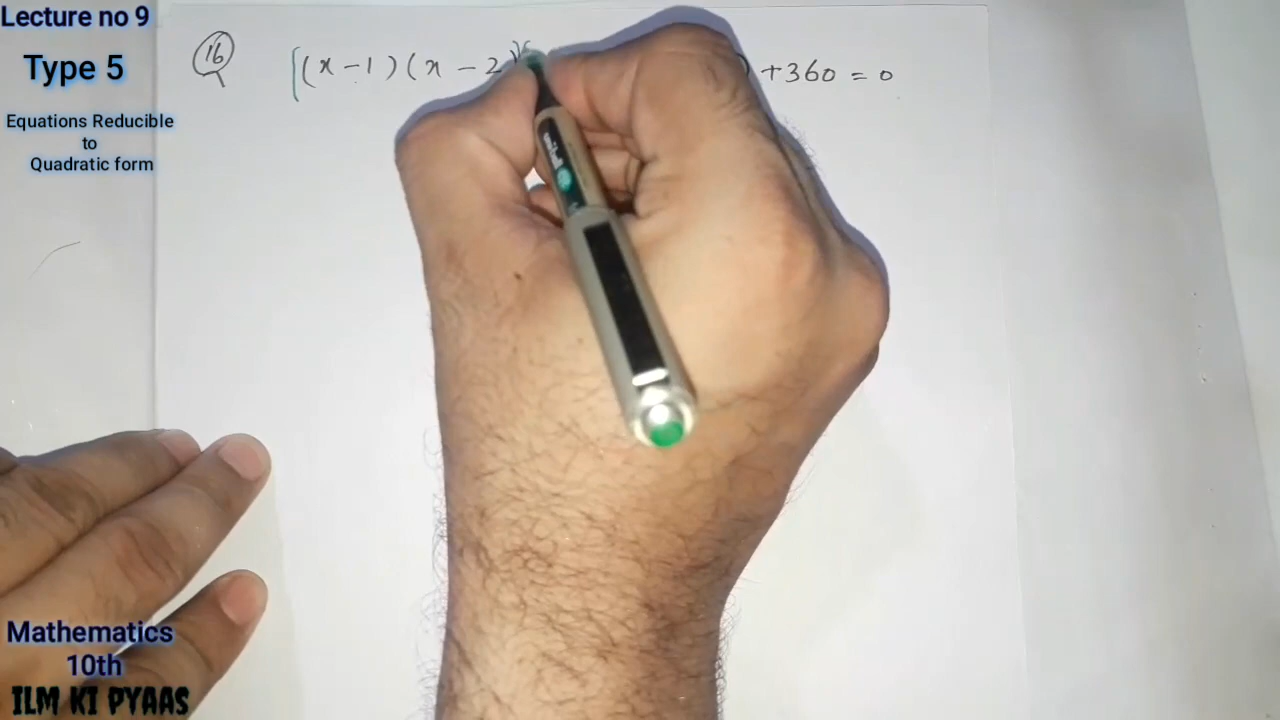 Lecture no 9
Type 5
Equations Reducible
to
Quadratic form
16
[(x - 1) (x - 2)
) + 360 = 0
Mathematics
10th
ILM KI PYAAS